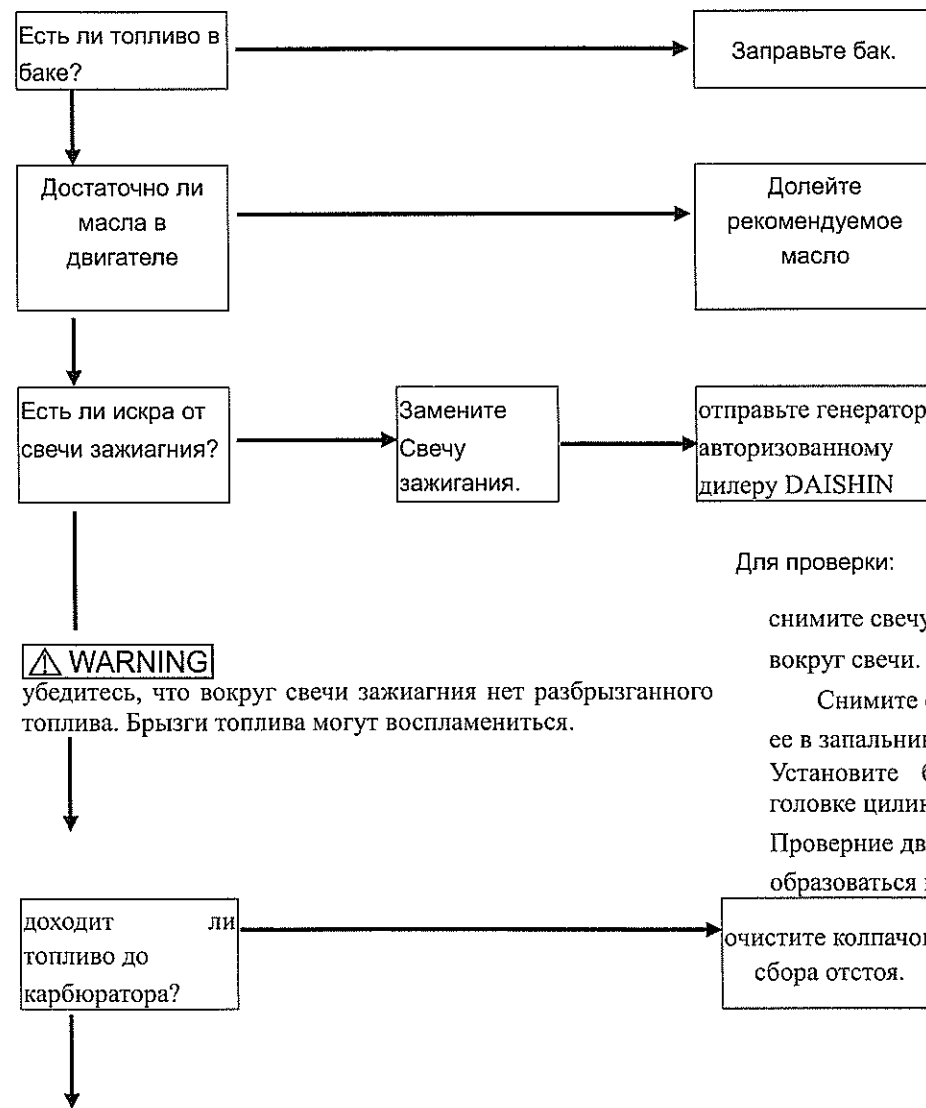 Есть ли топливо в
баке?
Заправьте бак.
Достаточно ли
масла в
двигателе
Долейте
рекомендуемое
масло
Есть ли искра от
свечи зажиагния?
Замените
Свечу
зажигания.
отправьте генератор
авторизованному
дилеру DAISHIN
Для проверки:
снимите свечу
вокруг свечи.
⚠ WARNING
убедитесь, что вокруг свечи зажиагния нет разбрызганного
топлива. Брызги топлива могут воспламениться.
Снимите
ее в запальник
Установите
головке цилин
Проверние дв
образоваться
доходит ли
топливо до
карбюратора?
очистите колпачок
сбора отстоя.